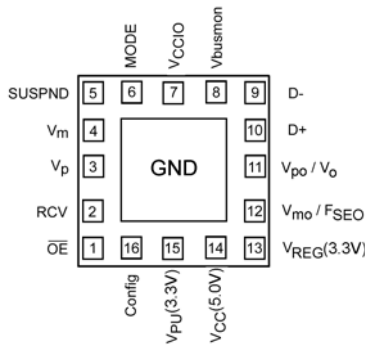 MODE
VCCIO
Vbusmon
SUSPND 5 6 7 8 9 D-
Vm 4 10 D+
Vp 3 GND 11 Vpo / Vo
RCV 2 12 Vmo / FSEO
OE 1 16 15 14 13 VREG(3.3V)
Config
VPU(3.3V)
VCC(5.0V)